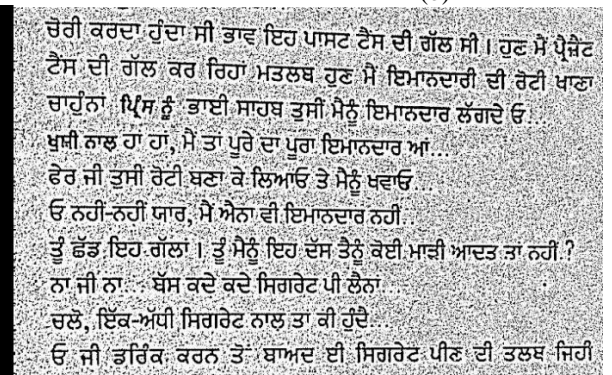 ਚੋਰੀ ਕਰਦਾ ਹੁੰਦਾ ਸੀ ਭਾਵ ਇਹ ਪਾਸਟ ਟੈਂਸ ਦੀ ਗੱਲ ਸੀ । ਹੁਣ ਮੈਂ ਪ੍ਰੈਜ਼ੈਂਟ
ਟੈਂਸ ਦੀ ਗੱਲ ਕਰ ਰਿਹਾਂ ਮਤਲਬ ਹੁਣ ਮੈਂ ਇਮਾਨਦਾਰੀ ਦੀ ਰੋਟੀ ਖਾਣਾ
ਚਾਹੁੰਨਾਂ ਪ੍ਰਿੰਸ ਨੂੰ ਭਾਈ ਸਾਹਬ ਤੁਸੀਂ ਮੈਨੂੰ ਇਮਾਨਦਾਰ ਲੱਗਦੇ ਓ...
ਖੁਸ਼ੀ ਨਾਲ ਹਾਂ ਹਾਂ, ਮੈਂ ਤਾਂ ਪੂਰੇ ਦਾ ਪੂਰਾ ਇਮਾਨਦਾਰ ਆਂ...
ਫੇਰ ਜੀ ਤੁਸੀਂ ਰੋਟੀ ਬਣਾ ਕੇ ਲਿਆਓ ਤੇ ਮੈਨੂੰ ਖਵਾਓ...
ਓ ਨਹੀਂ-ਨਹੀਂ ਯਾਰ, ਮੈਂ ਐਨਾ ਵੀ ਇਮਾਨਦਾਰ ਨਹੀਂ..
ਤੂੰ ਛੱਡ ਇਹ ਗੱਲਾਂ । ਤੂੰ ਮੈਨੂੰ ਇਹ ਦੱਸ ਤੈਨੂੰ ਕੋਈ ਮਾੜੀ ਆਦਤ ਤਾਂ ਨਹੀਂ ?
ਨਾ ਜੀ ਨਾ... ਬੱਸ ਕਦੇ ਕਦੇ ਸਿਗਰੇਟ ਪੀ ਲੈਨਾ...
ਚਲੋ, ਇੱਕ-ਅੱਧੀ ਸਿਗਰੇਟ ਨਾਲ ਤਾ ਕੀ ਹੁੰਦੈ...
ਓ ਜੀ ਡਰਿੰਕ ਕਰਨ ਤੋਂ ਬਾਅਦ ਈ ਸਿਗਰੇਟ ਪੀਣ ਦੀ ਤਲਬ ਜਿਹੀ